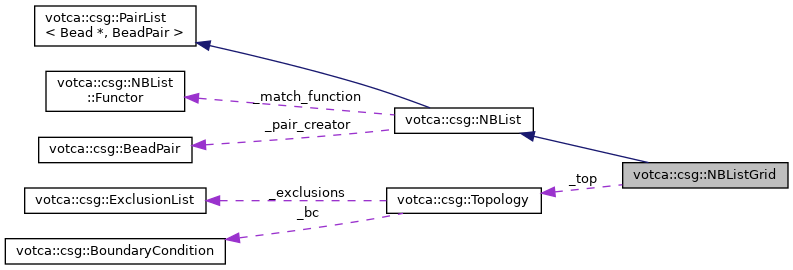 votca::csg::PairList
< Bead *, BeadPair >
votca::csg::NBList
::Functor
_match_function
votca::csg::NBList
_pair_creator
votca::csg::BeadPair
votca::csg::NBListGrid
_top
votca::csg::ExclusionList
_exclusions
votca::csg::Topology
_bc
votca::csg::BoundaryCondition